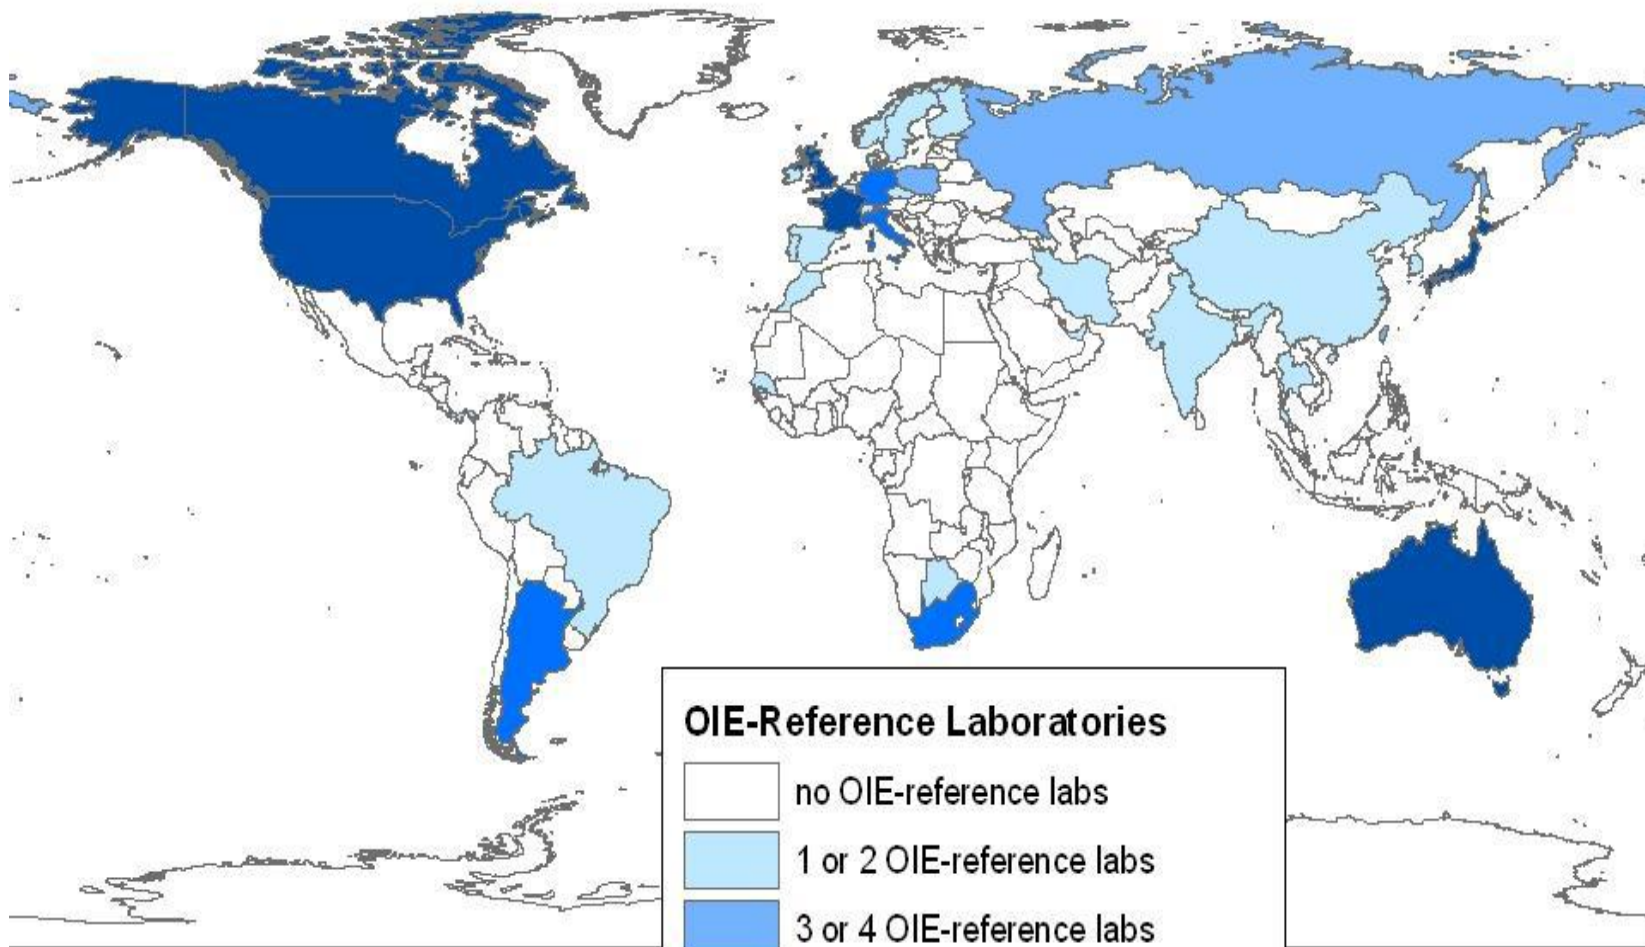 OIE-Reference Laboratories
no OIE-reference labs
1 or 2 OIE-reference labs
3 or 4 OIE-reference labs